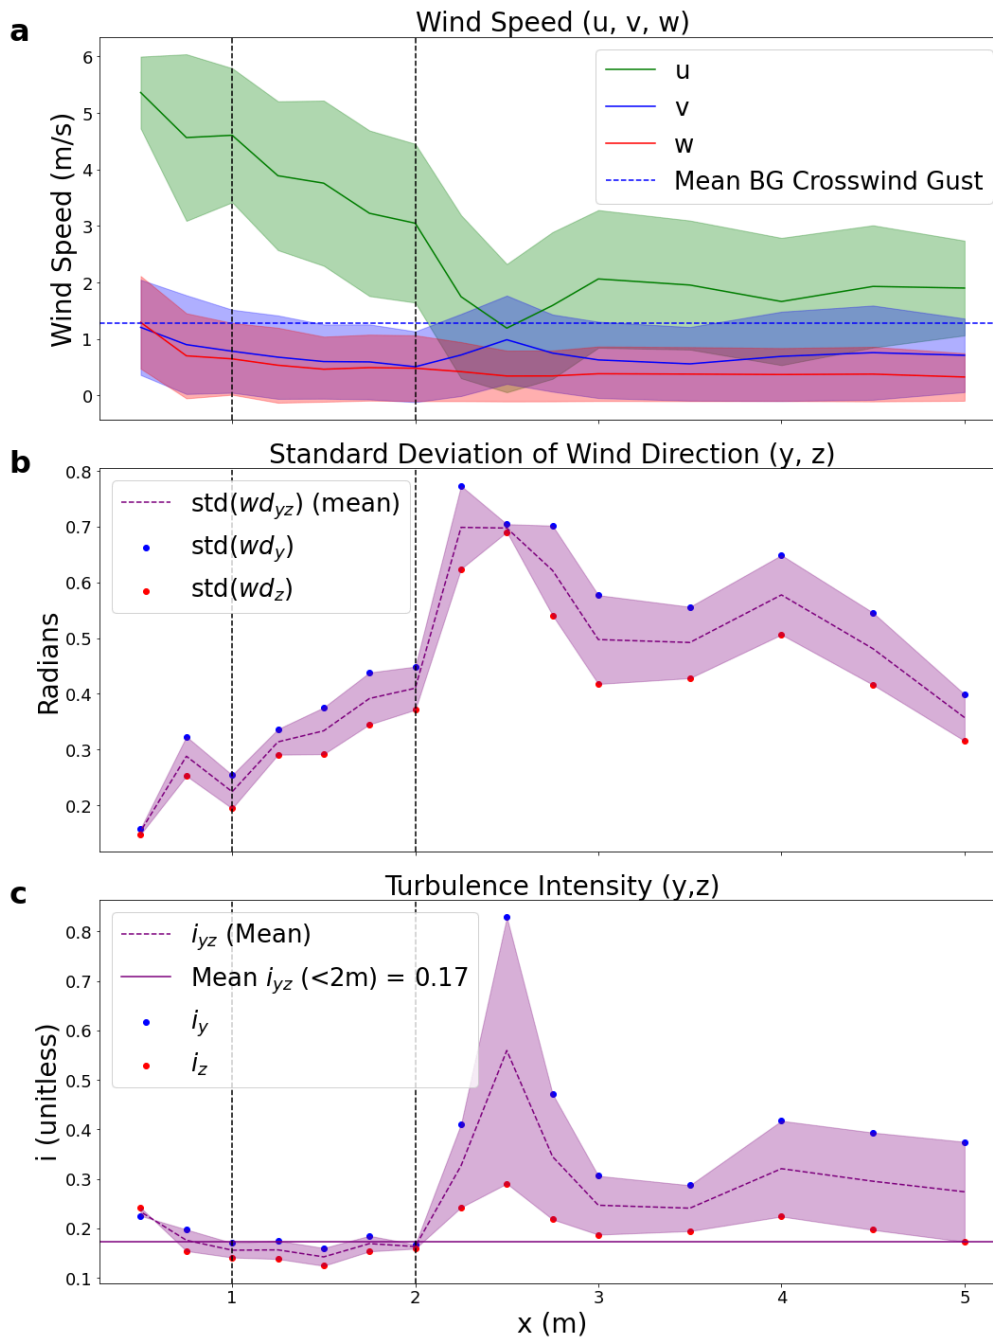 a
Wind Speed (u, v, w)
6
5
4
3
2
1
0
Wind Speed (m/s)
u
v
w
Mean BG Crosswind Gust
b
Standard Deviation of Wind Direction (y, z)
0.8
0.7
0.6
0.5
0.4
0.3
0.2
Radians
std(wd_yz) (mean)
std(wd_y)
std(wd_z)
c
Turbulence Intensity (y,z)
0.8
0.7
0.6
0.5
0.4
0.3
0.2
0.1
i (unitless)
i_yz (Mean)
Mean i_yz (<2m) = 0.17
i_y
i_z
1 2 3 4 5
x (m)